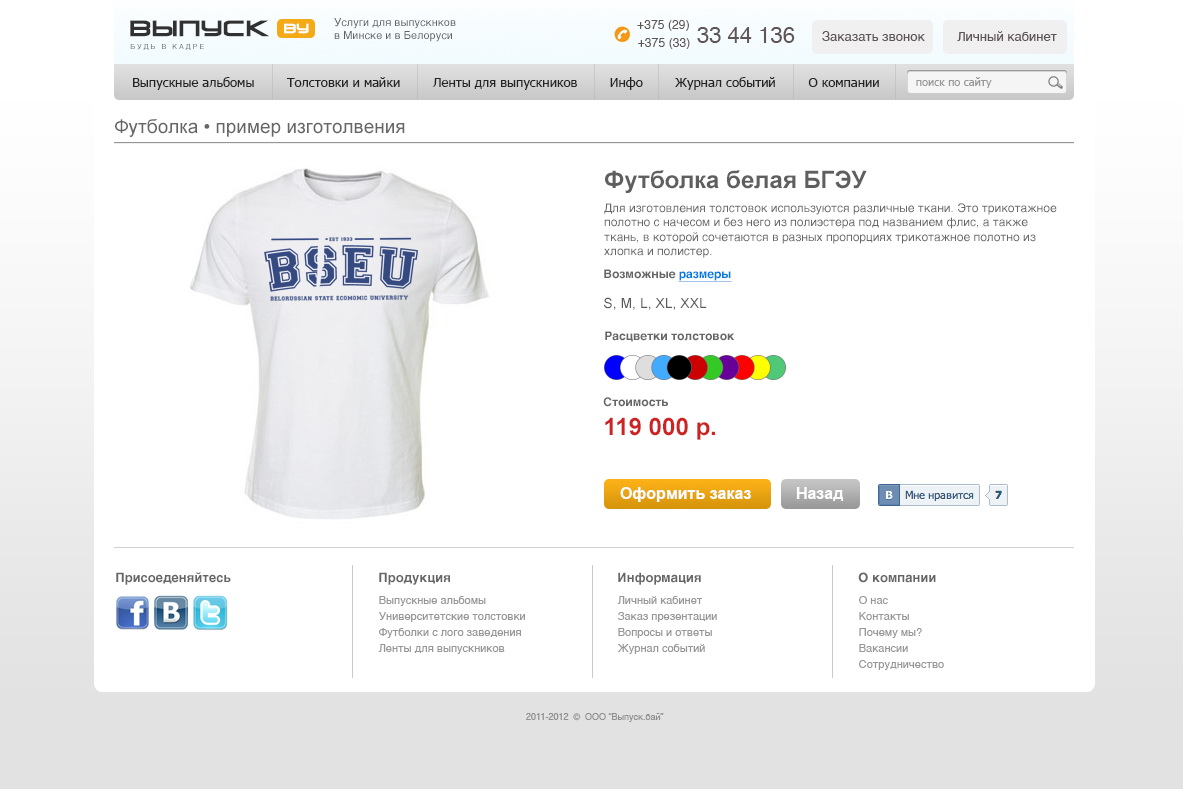 ВЫПУСК BY
БУДЬ В КАДРЕ
Услуги для выпускнков
в Минске и в Белоруси
+375 (29)
+375 (33)
33 44 136
Заказать звонок
Личный кабинет
Выпускные альбомы
Толстовки и майки
Ленты для выпускников
Инфо
Журнал событий
О компании
поиск по сайту
Футболка • пример изготолвения
EST 1933
BSEU
BELORUSSIAN STATE ECOMOMIC UNIVERSITY
Футболка белая БГЭУ
Для изготовления толстовок используются различные ткани. Это трикотажное
полотно с начесом и без него из полиэстера под названием флис, а также
ткань, в которой сочетаются в разных пропорциях трикотажное полотно из
хлопка и полистер.
Возможные размеры
S, M, L, XL, XXL
Расцветки толстовок
Стоимость
119 000 р.
Оформить заказ
Назад
В Мне нравится 7
Присоеденяйтесь
f B t
Продукция
Выпускные альбомы
Университетские толстовки
Футболки с лого заведения
Ленты для выпускников
Информация
Личный кабинет
Заказ презентации
Вопросы и ответы
Журнал событий
О компании
О нас
Контакты
Почему мы?
Вакансии
Сотрудничество
2011-2012 © ООО "Выпуск.бай"